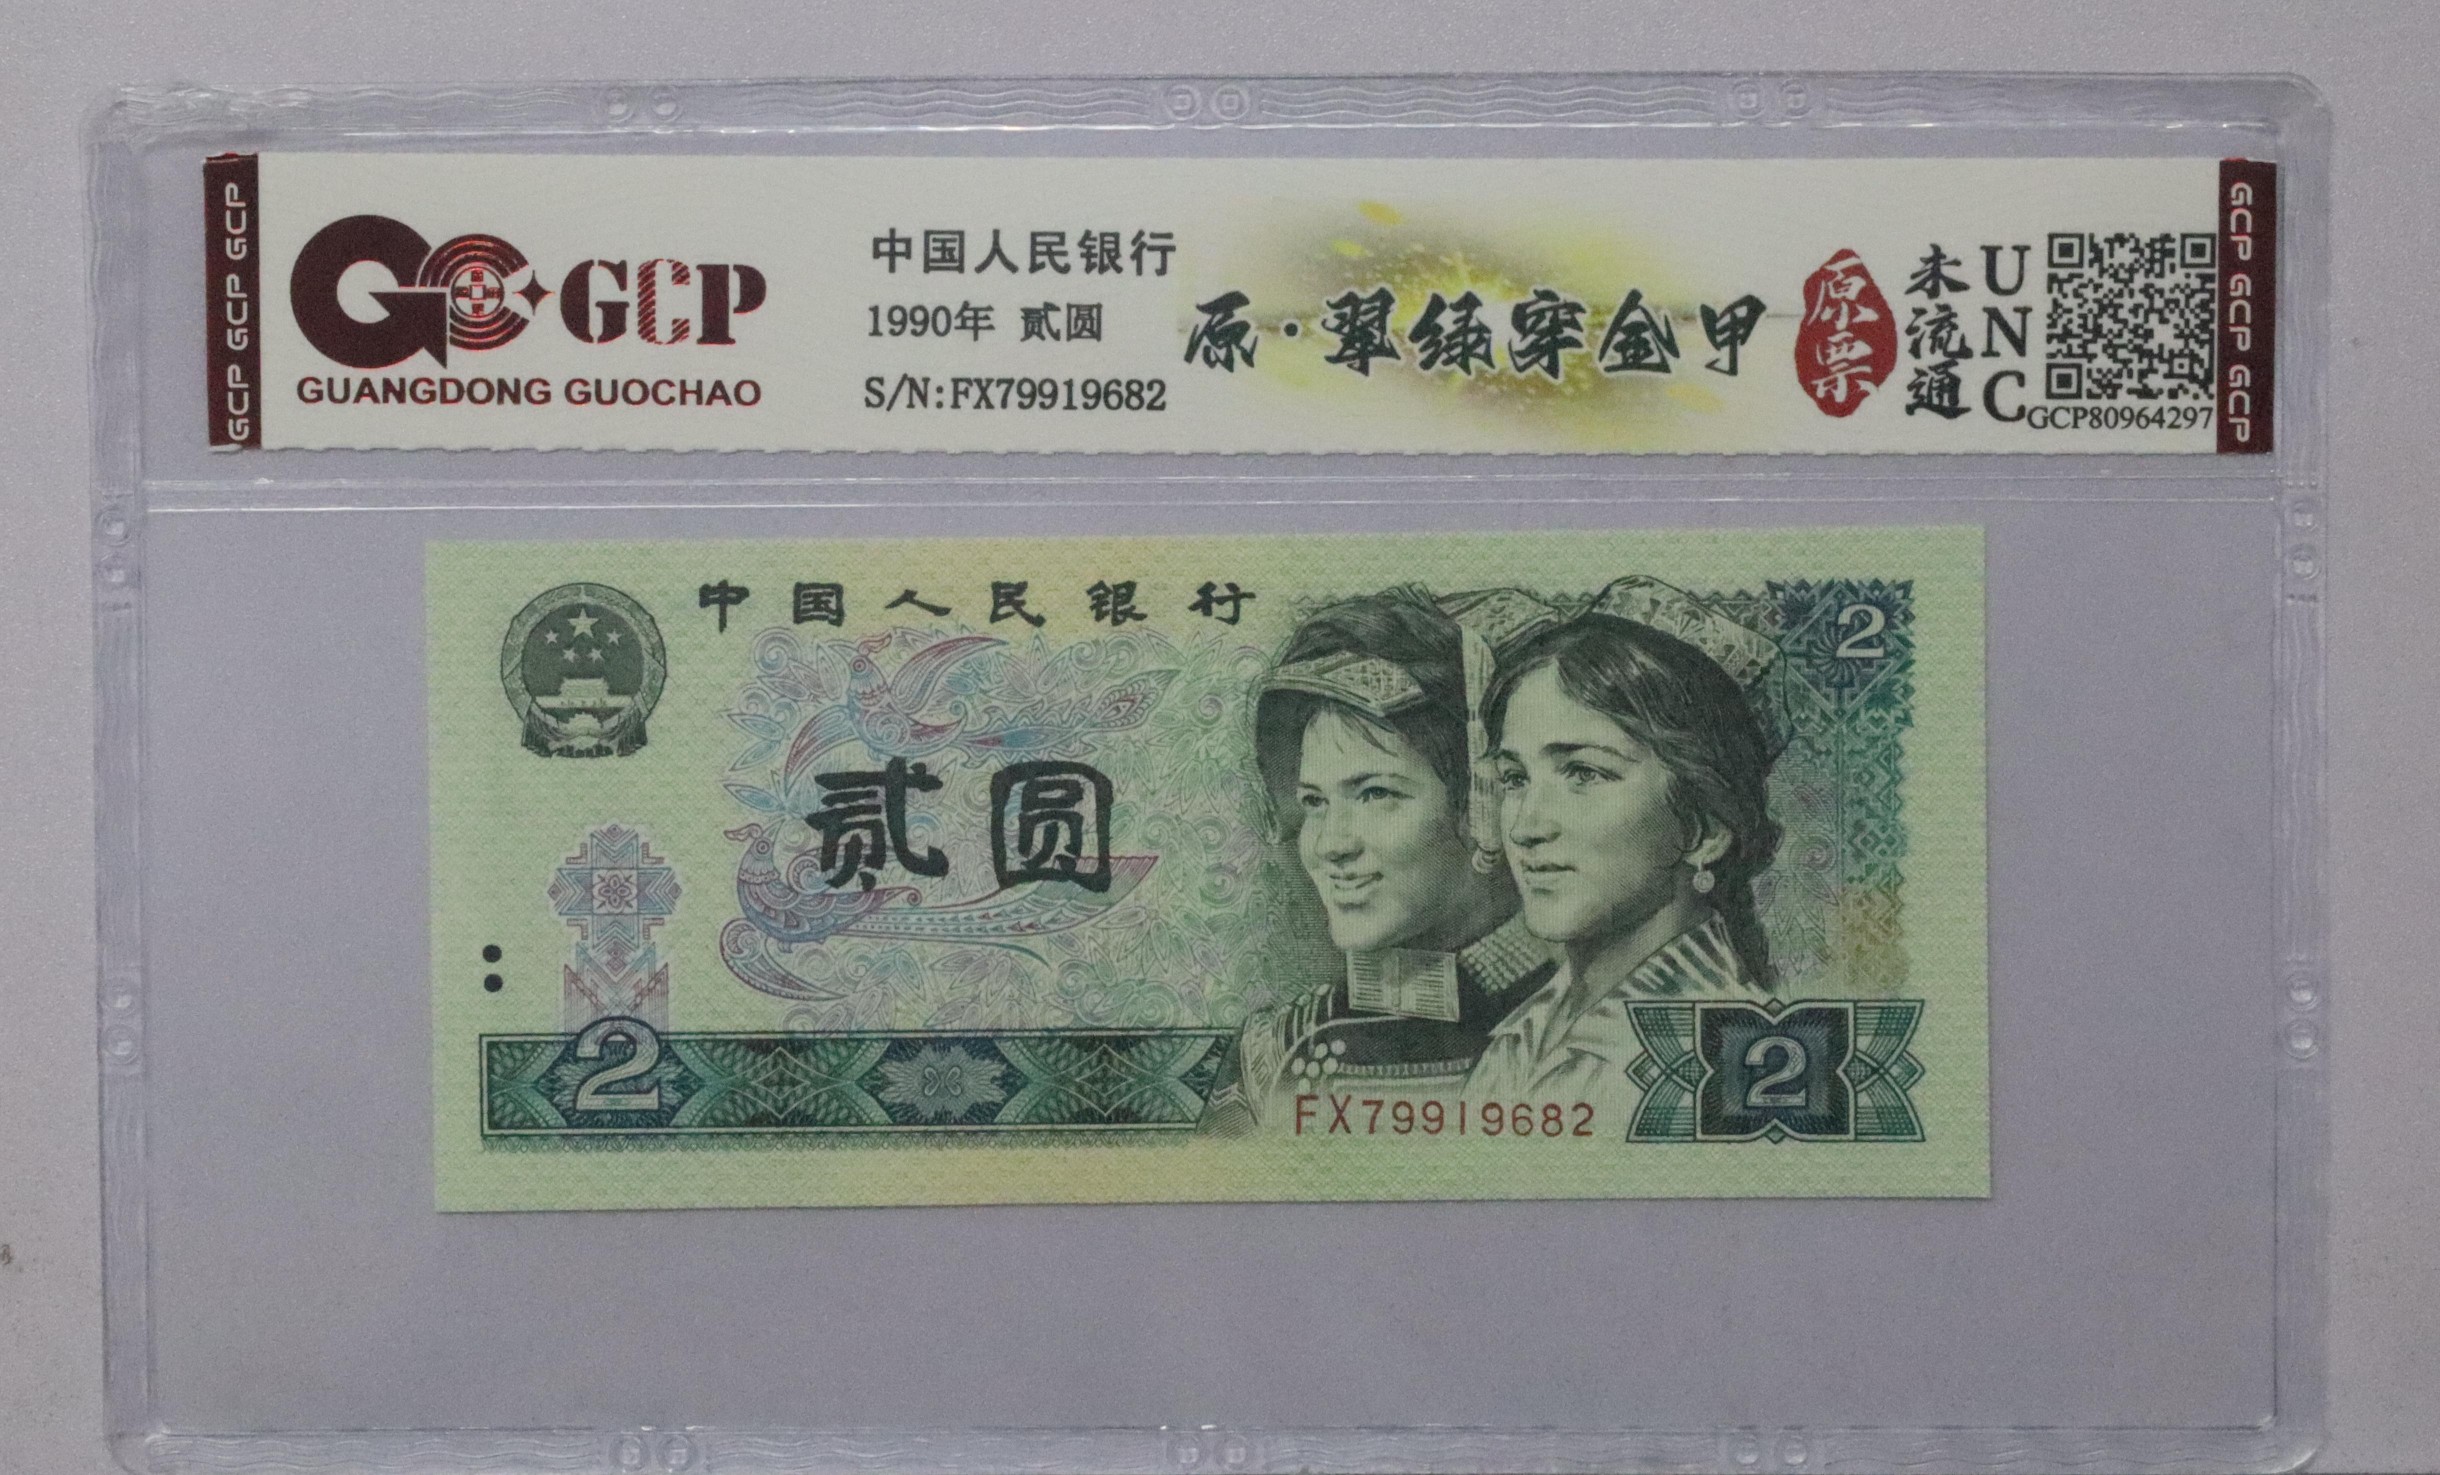 GCP GCP GCP
GCP
GUANGDONG GUOCHAO
中国人民银行
1990年 贰圆
S/N:FX79919682
原·翠绿穿金甲
原票
未流通
UNC
GCP80964297
GCP GCP GCP
中国人民银行
2
贰圆
2
FX79919682
2